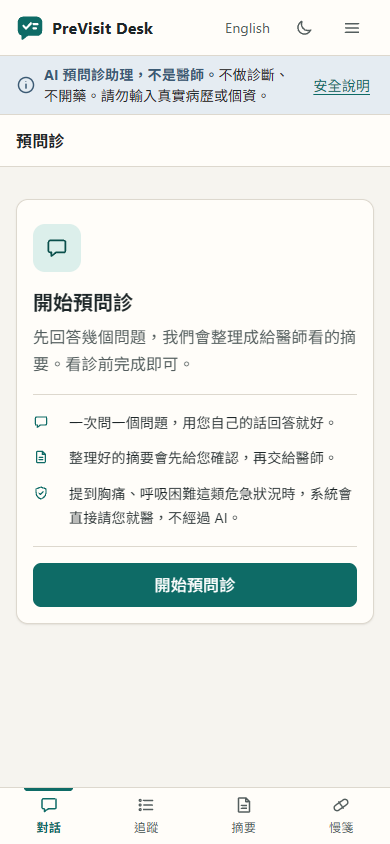 PreVisit Desk
English
AI 預問診助理，不是醫師。不做診斷、
不開藥。請勿輸入真實病歷或個資。
安全說明
預問診
開始預問診
先回答幾個問題，我們會整理成給醫師看的摘
要。看診前完成即可。
一次問一個問題，用您自己的話回答就好。
整理好的摘要會先給您確認，再交給醫師。
提到胸痛、呼吸困難這類危急狀況時，系統會
直接請您就醫，不經過 AI。
開始預問診
對話
追蹤
摘要
慢箋